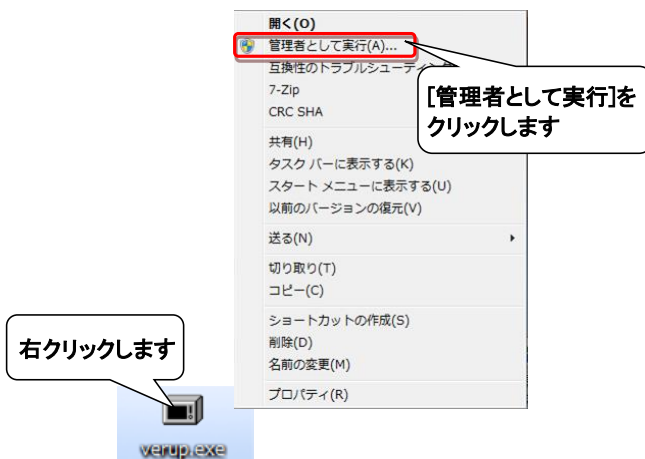 開く(O)
管理者として実行(A)...
互換性のトラブルシューティング
[管理者として実行]を
クリックします
7-Zip
CRC SHA
共有(H)
タスク バーに表示する(K)
スタート メニューに表示する(U)
以前のバージョンの復元(V)
送る(N)
切り取り(T)
コピー(C)
ショートカットの作成(S)
削除(D)
名前の変更(M)
プロパティ(R)
右クリックします
verup.exe